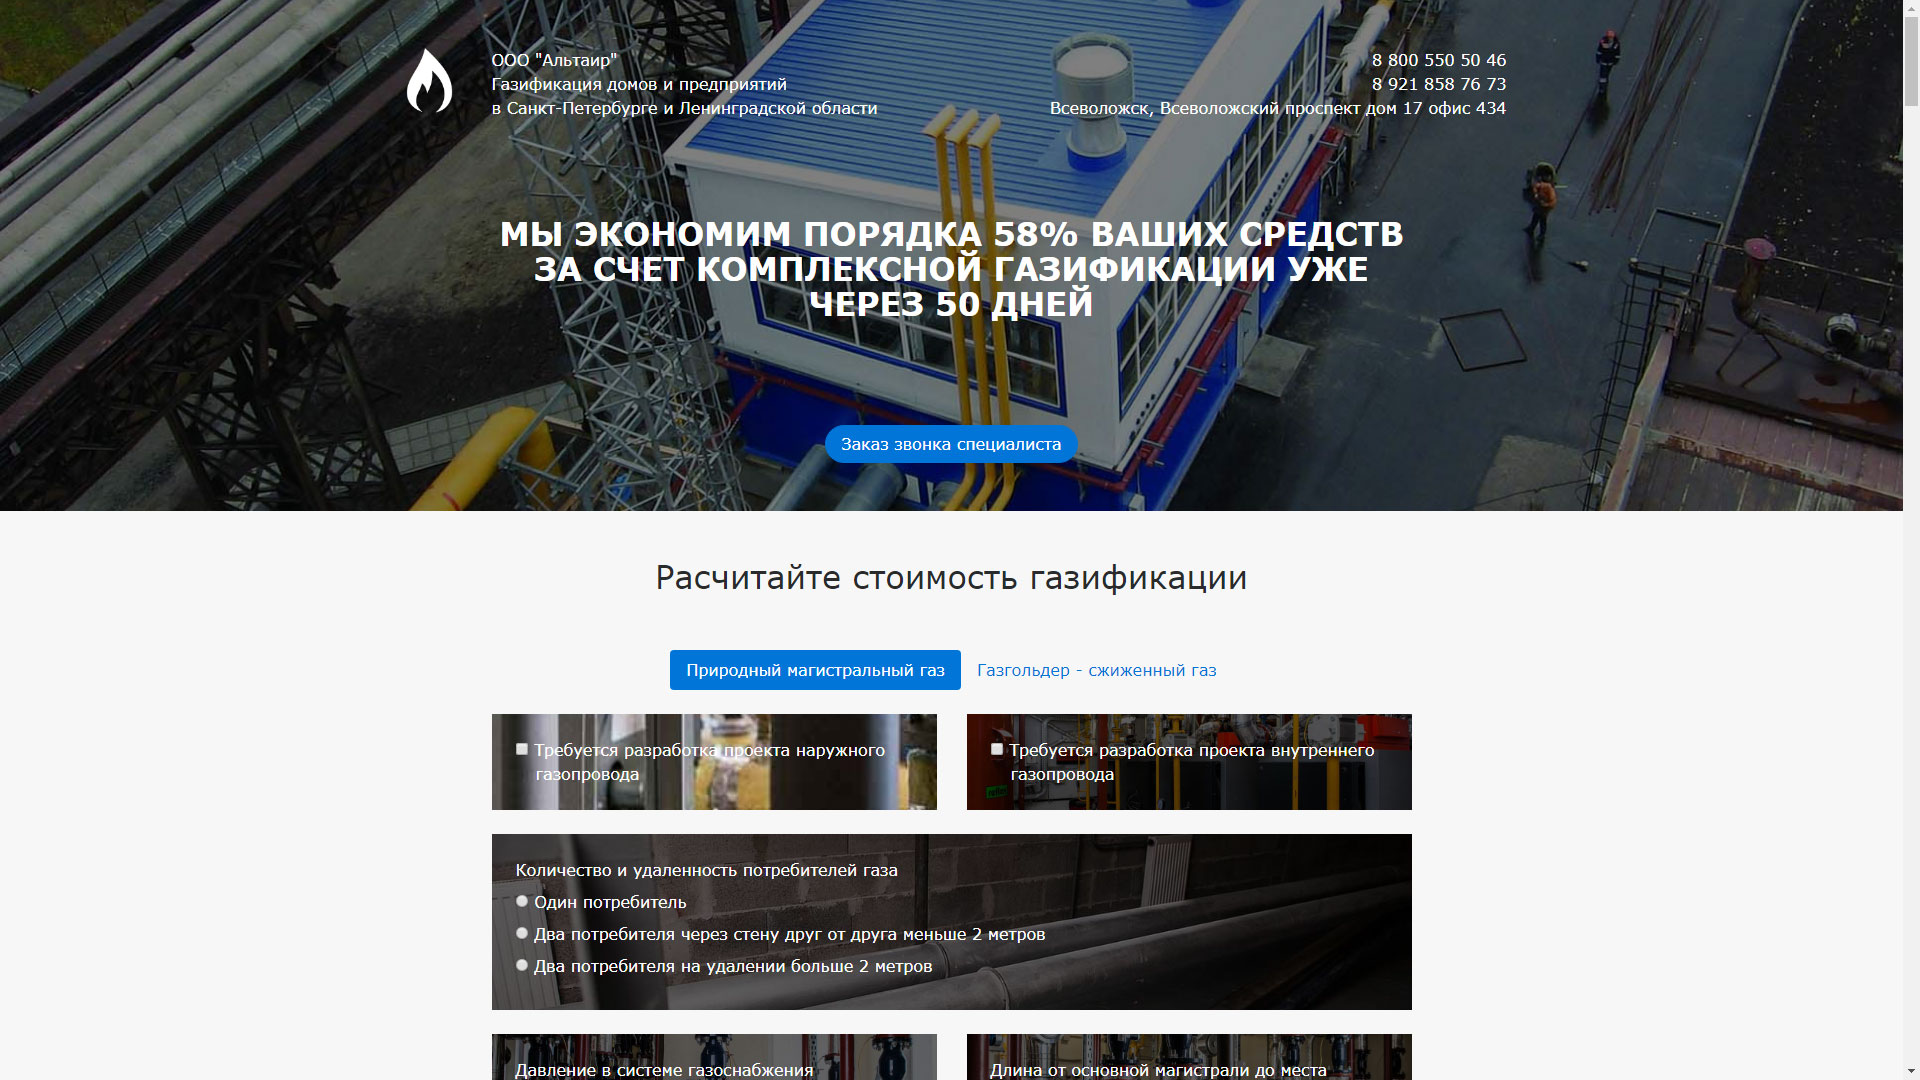 ООО "Альтаир"
Газификация домов и предприятий
в Санкт-Петербурге и Ленинградской области
8 800 550 50 46
8 921 858 76 73
Всеволожск, Всеволожский проспект дом 17 офис 434
МЫ ЭКОНОМИМ ПОРЯДКА 58% ВАШИХ СРЕДСТВ
ЗА СЧЕТ КОМПЛЕКСНОЙ ГАЗИФИКАЦИИ УЖЕ
ЧЕРЕЗ 50 ДНЕЙ
Заказ звонка специалиста
Расчитайте стоимость газификации
Природный магистральный газ
Газгольдер - сжиженный газ
Требуется разработка проекта наружного
газопровода
Требуется разработка проекта внутреннего
газопровода
Количество и удаленность потребителей газа
Один потребитель
Два потребителя через стену друг от друга меньше 2 метров
Два потребителя на удалении больше 2 метров
Давление в системе газоснабжения
Длина от основной магистрали до места